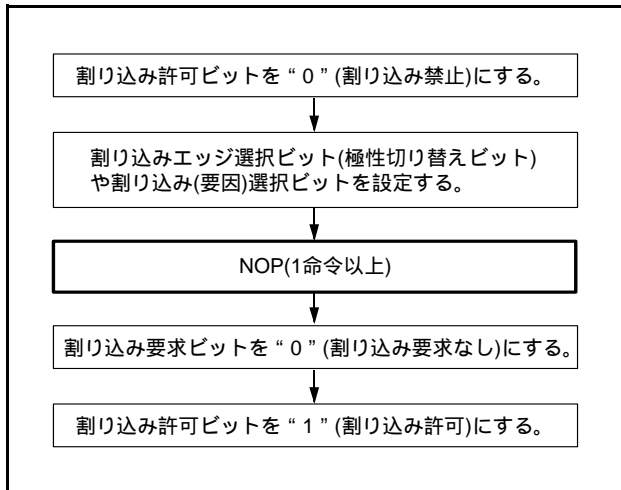 割り込み許可ビットを“0”(割り込み禁止)にする。
割り込みエッジ選択ビット(極性切り替えビット)
や割り込み(要因)選択ビットを設定する。
NOP(1命令以上)
割り込み要求ビットを“0”(割り込み要求なし)にする。
割り込み許可ビットを“1”(割り込み許可)にする。